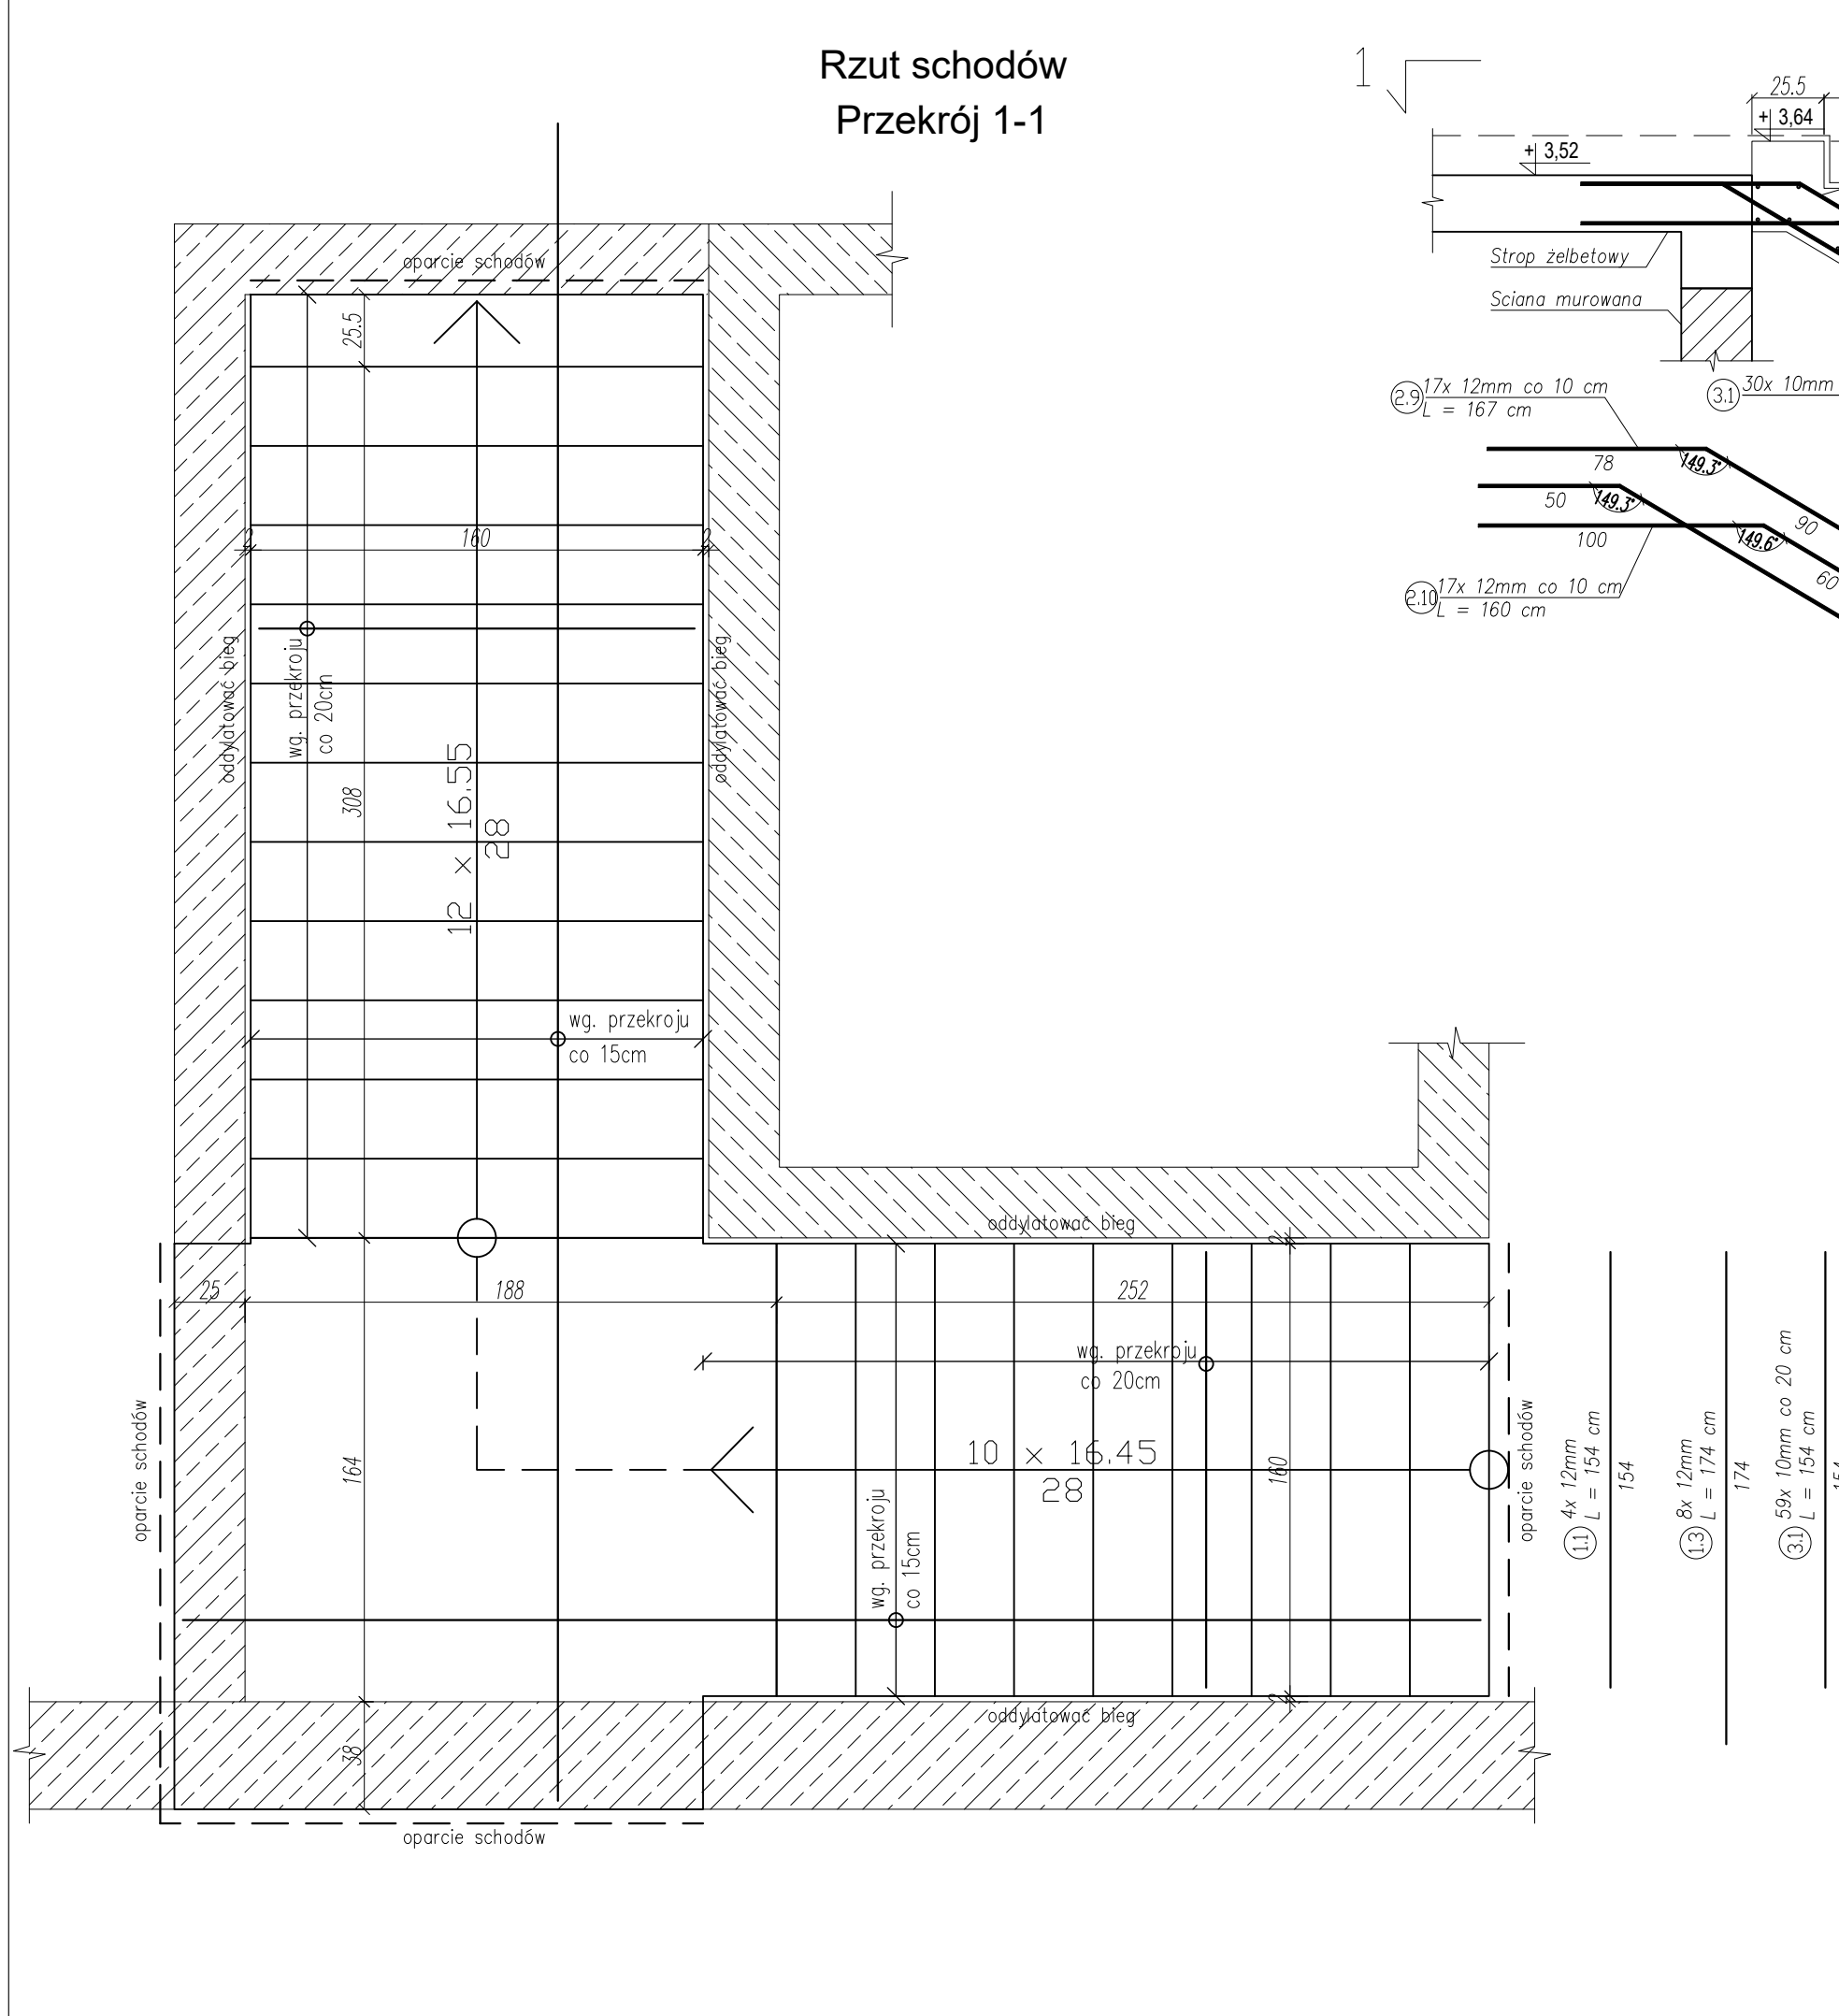 Rzut schodów
Przekrój 1-1
1
25.5
+ 3,64
+ 3,52
Strop żelbetowy
Sciana murowana
2.9
17x 12mm co 10 cm
L = 167 cm
3.1
30x 10mm
78
149.3°
50
149.3°
100
149.6°
90
60
2.10
17x 12mm co 10 cm
L = 160 cm
oparcie schodów
25.5
2
160
2
oddylatować bieg
wg. przekroju
co 20cm
oddylatować bieg
308
12 x 16.55
28
wg. przekroju
co 15cm
oddylatować bieg
2
25
188
252
wg. przekroju
co 20cm
10 x 16.45
28
160
164
wg. przekroju
co 15cm
oparcie schodów
oparcie schodów
2
oddylatować bieg
38
oparcie schodów
1.1
4x 12mm
L = 154 cm
154
1.3
8x 12mm
L = 174 cm
174
3.1
59x 10mm co 20 cm
L = 154 cm